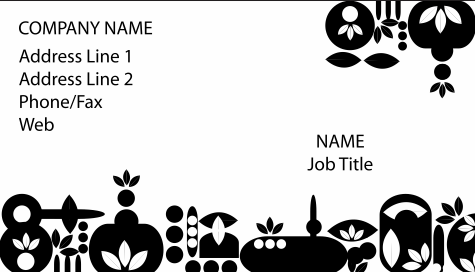 COMPANY NAME
Address Line 1
Address Line 2
Phone/Fax
Web
NAME
Job Title